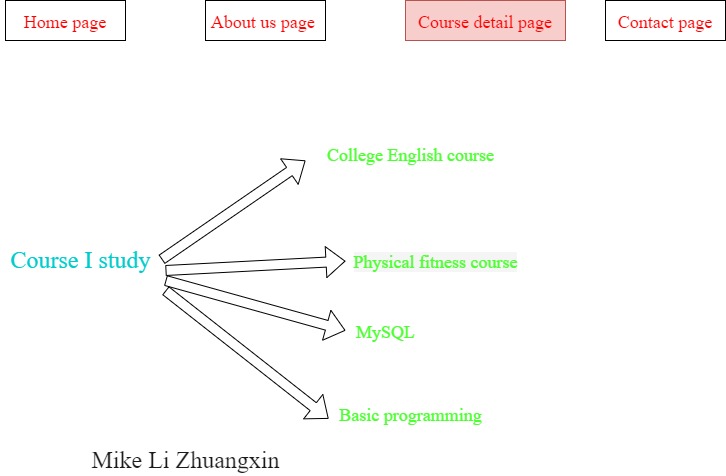 Home page
About us page
Course detail page
Contact page
College English course
Course I study
Physical fitness course
MySQL
Basic programming
Mike Li Zhuangxin